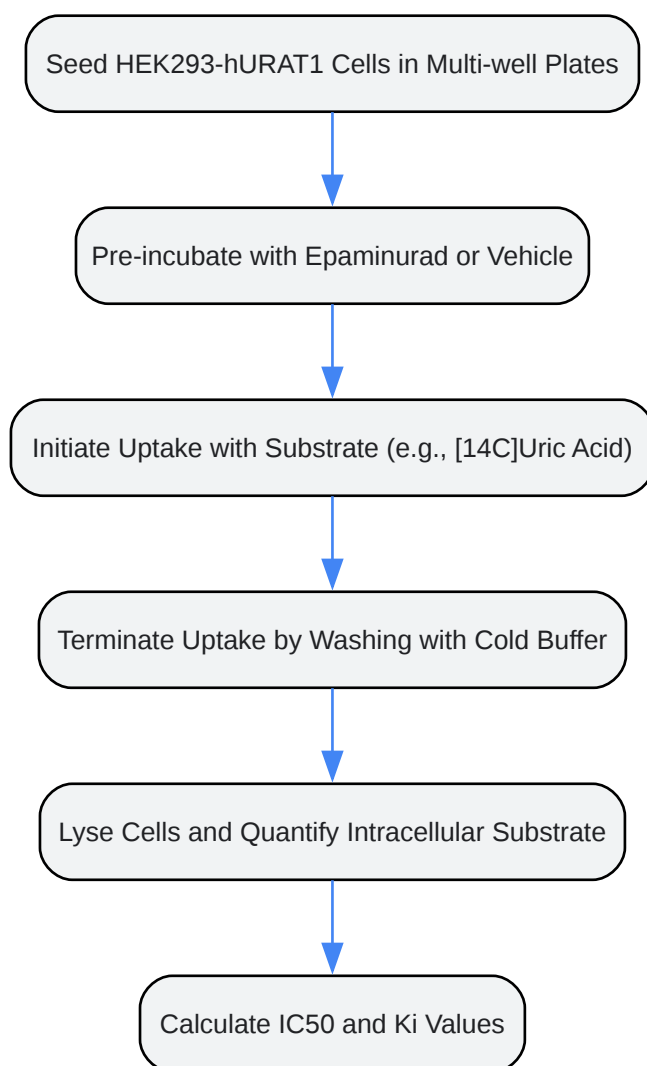 Seed HEK293-hURAT1 Cells in Multi-well Plates
Pre-incubate with Epaminurad or Vehicle
Initiate Uptake with Substrate (e.g., [14C]Uric Acid)
Terminate Uptake by Washing with Cold Buffer
Lyse Cells and Quantify Intracellular Substrate
Calculate IC50 and Ki Values